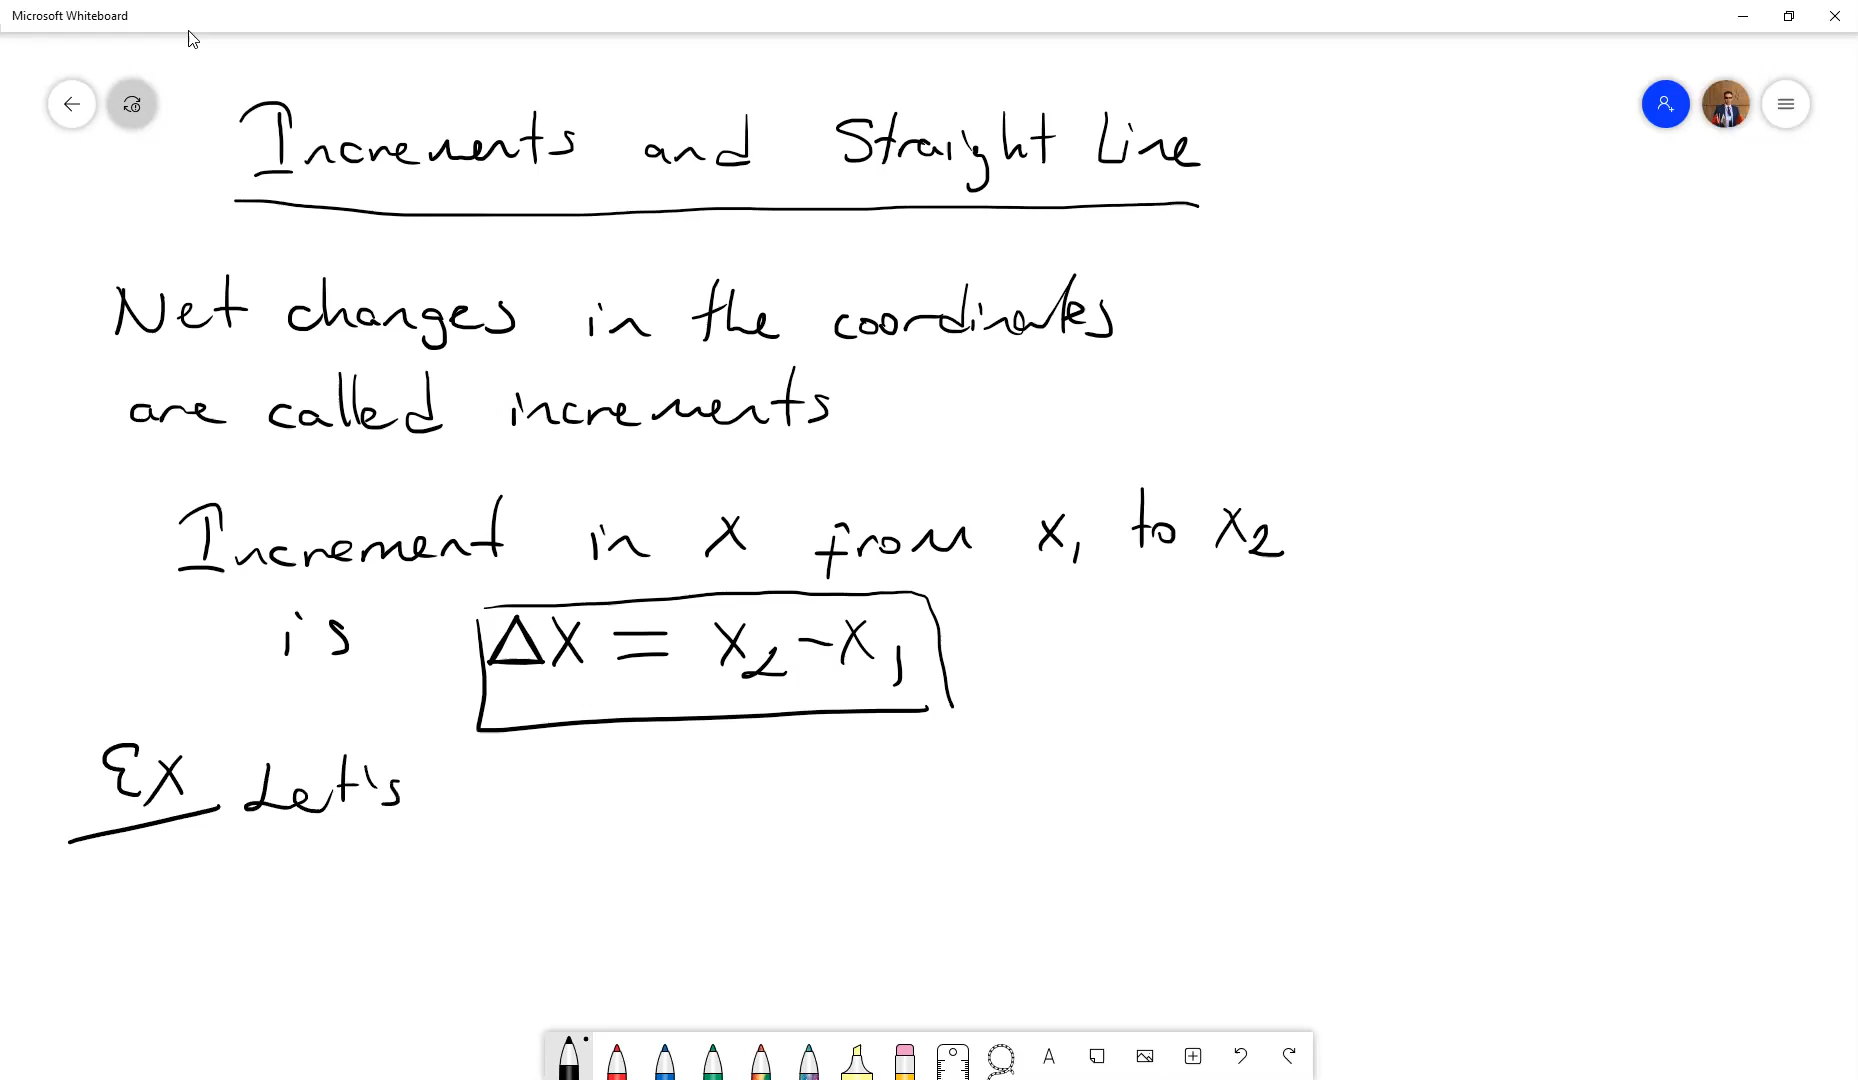 Microsoft Whiteboard
Increments and Straight Line
Net changes in the coordinates
are called increments
Increment in x from x₁ to x₂
is Δx = x₂-x₁
Ex Let's
A